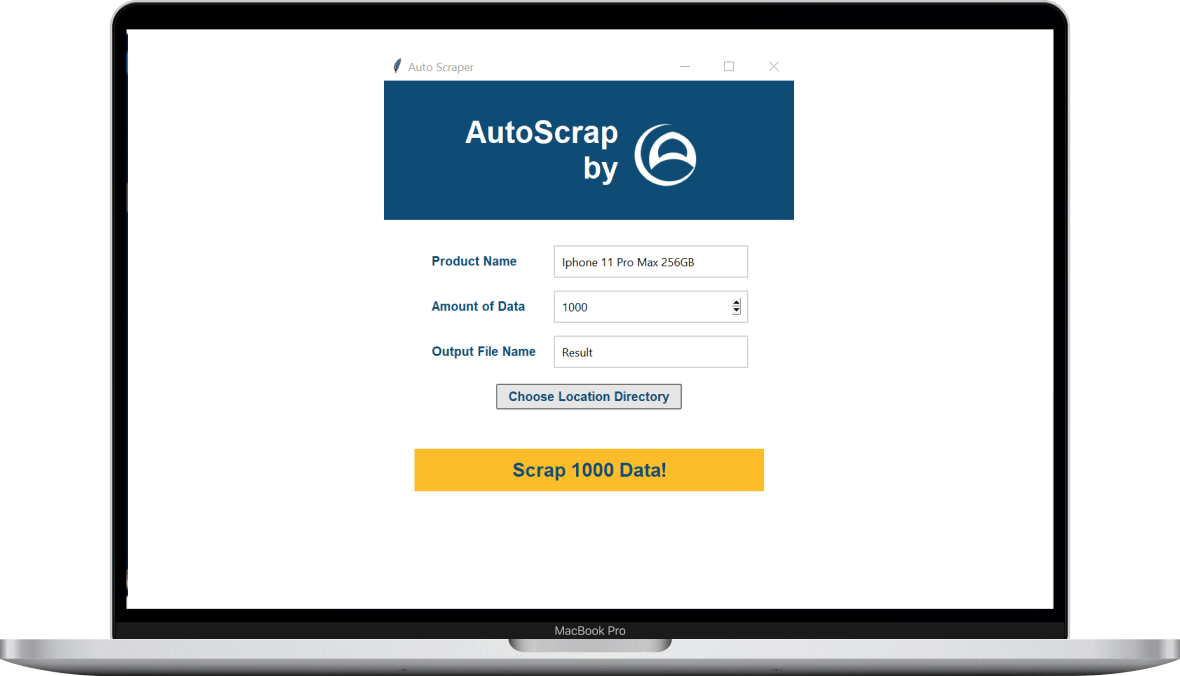 Auto Scraper
AutoScrap
by
Product Name
Iphone 11 Pro Max 256GB
Amount of Data
1000
Output File Name
Result
Choose Location Directory
Scrap 1000 Data!
MacBook Pro